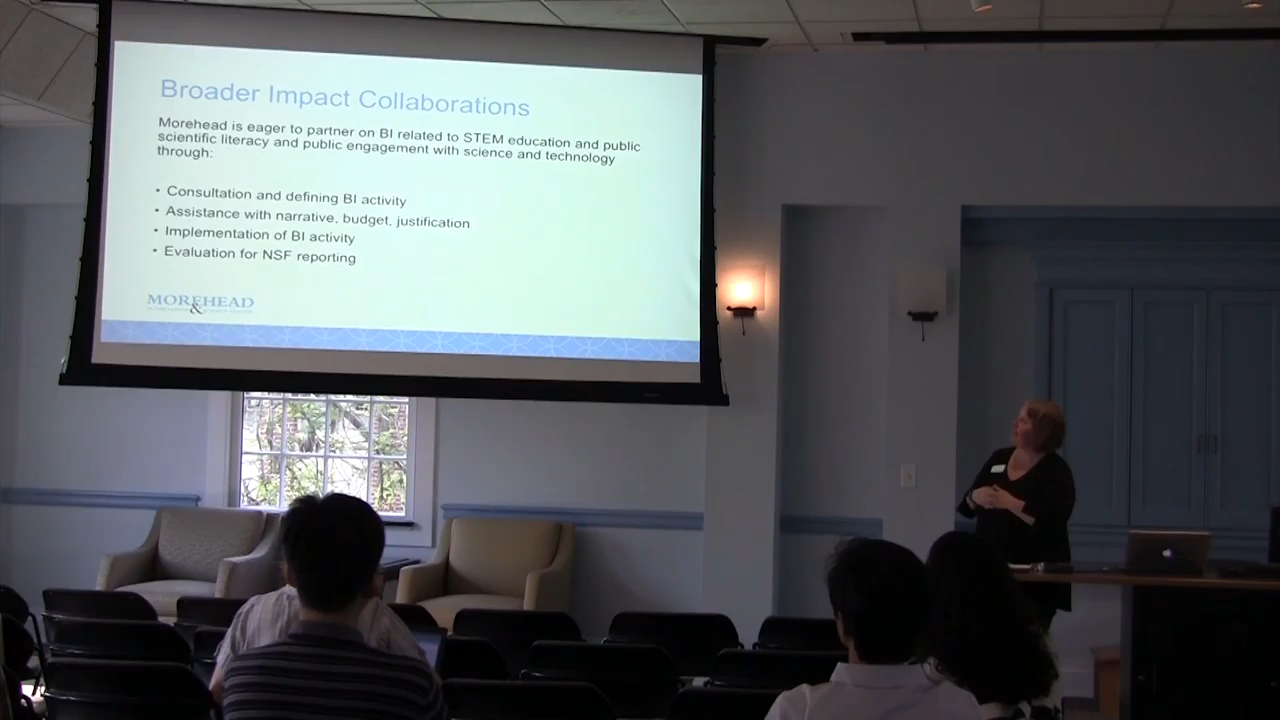 Broader Impact Collaborations
Morehead is eager to partner on BI related to STEM education and public
scientific literacy and public engagement with science and technology
through:
• Consultation and defining BI activity
• Assistance with narrative, budget, justification
• Implementation of BI activity
• Evaluation for NSF reporting
MOREHEAD
&